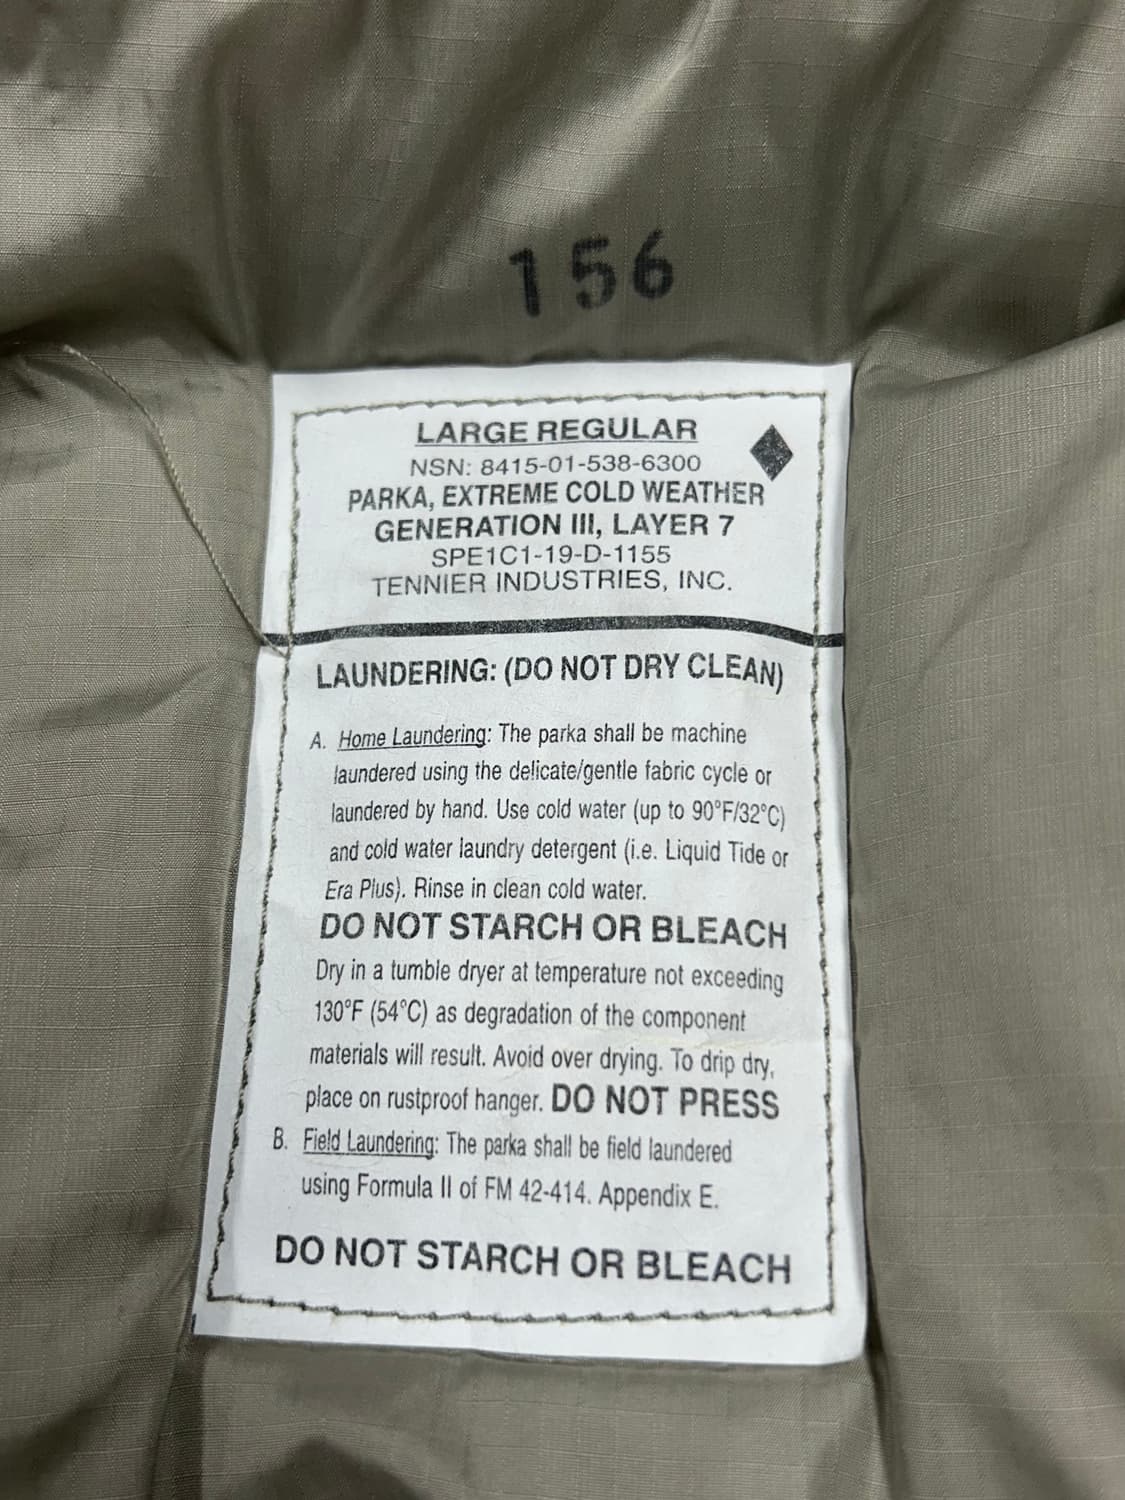 156
LARGE REGULAR
NSN: 8415-01-538-6300
PARKA, EXTREME COLD WEATHER
GENERATION III, LAYER 7
SPE1C1-19-D-1155
TENNIER INDUSTRIES, INC.
LAUNDERING: (DO NOT DRY CLEAN)
A. Home Laundering: The parka shall be machine
laundered using the delicate/gentle fabric cycle or
laundered by hand. Use cold water (up to 90°F/32°C)
and cold water laundry detergent (i.e. Liquid Tide or
Era Plus). Rinse in clean cold water.
DO NOT STARCH OR BLEACH
Dry in a tumble dryer at temperature not exceeding
130°F (54°C) as degradation of the component
materials will result. Avoid over drying. To drip dry,
place on rustproof hanger. DO NOT PRESS
B. Field Laundering: The parka shall be field laundered
using Formula II of FM 42-414. Appendix E.
DO NOT STARCH OR BLEACH